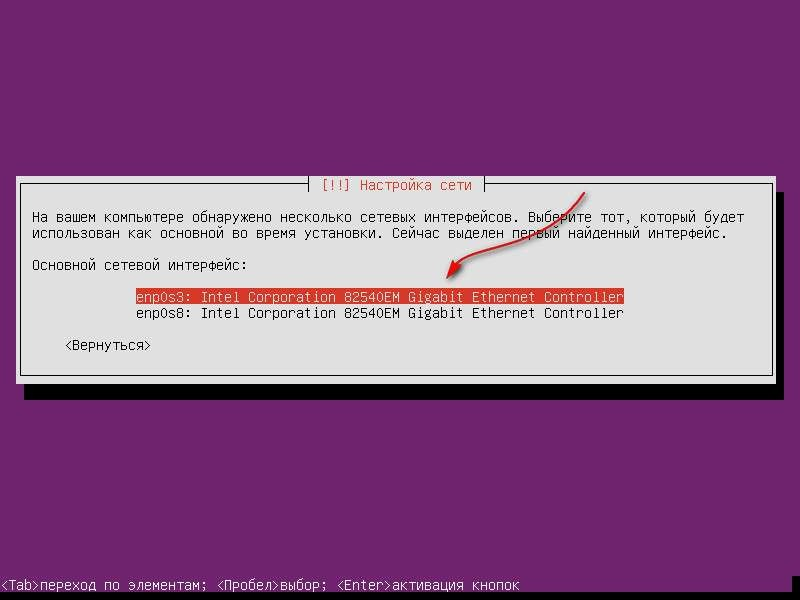 [!!] Настройка сети
На вашем компьютере обнаружено несколько сетевых интерфейсов. Выберите тот, который будет
использован как основной во время установки. Сейчас выделен первый найденный интерфейс.
Основной сетевой интерфейс:
enp0s3: Intel Corporation 82540EM Gigabit Ethernet Controller
enp0s8: Intel Corporation 82540EM Gigabit Ethernet Controller
<Вернуться>
<Tab>переход по элементам; <Пробел>выбор; <Enter>активация кнопок